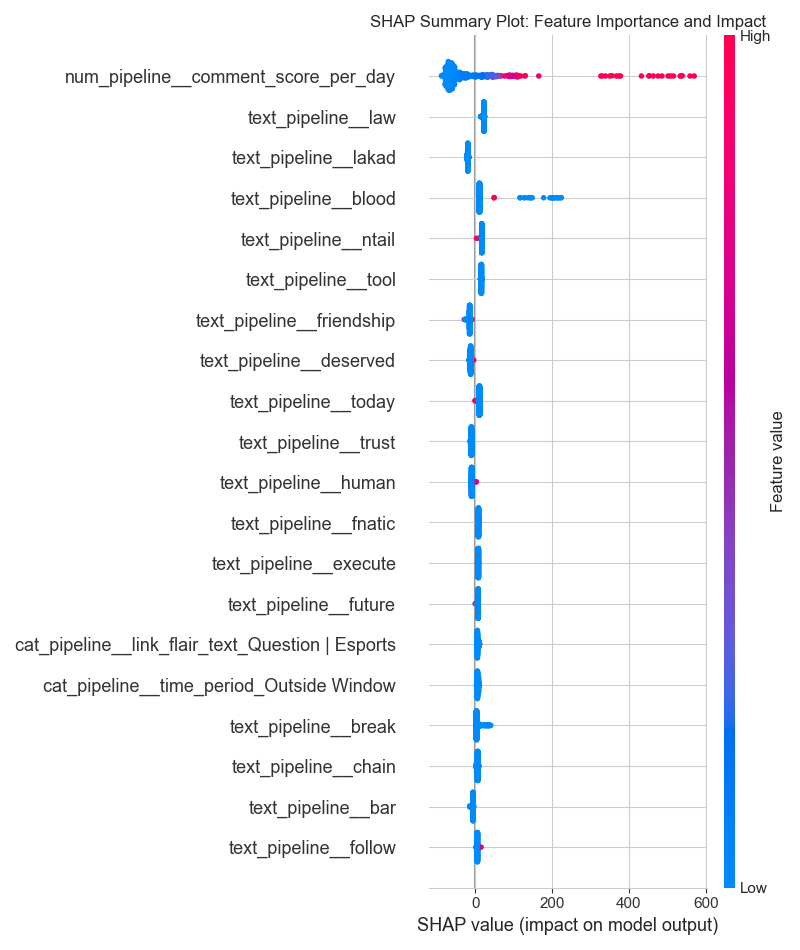 SHAP Summary Plot: Feature Importance and Impact
High
num_pipeline__comment_score_per_day
text_pipeline__law
text_pipeline__lakad
text_pipeline__blood
text_pipeline__ntail
text_pipeline__tool
text_pipeline__friendship
text_pipeline__deserved
text_pipeline__today
text_pipeline__trust
text_pipeline__human
text_pipeline__fnatic
text_pipeline__execute
text_pipeline__future
cat_pipeline__link_flair_text_Question | Esports
cat_pipeline__time_period_Outside Window
text_pipeline__break
text_pipeline__chain
text_pipeline__bar
text_pipeline__follow
Feature value
Low
0 200 400 600
SHAP value (impact on model output)